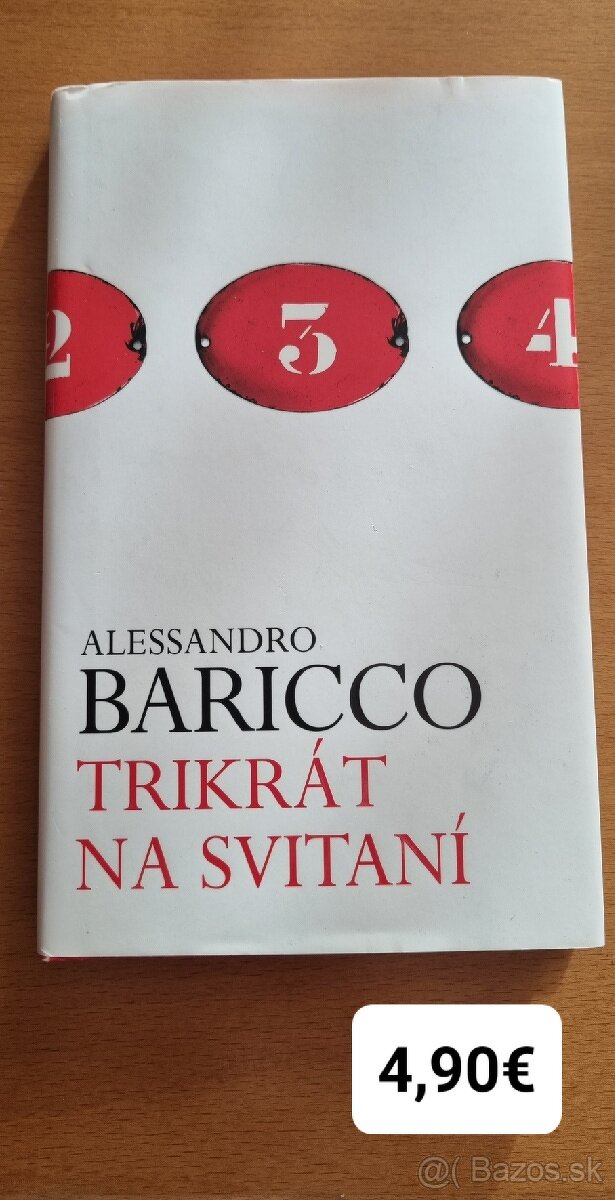 2 3 4
ALESSANDRO
BARICCO
TRIKRÁT
NA SVITANÍ
4,90€
@( Bazos.sk